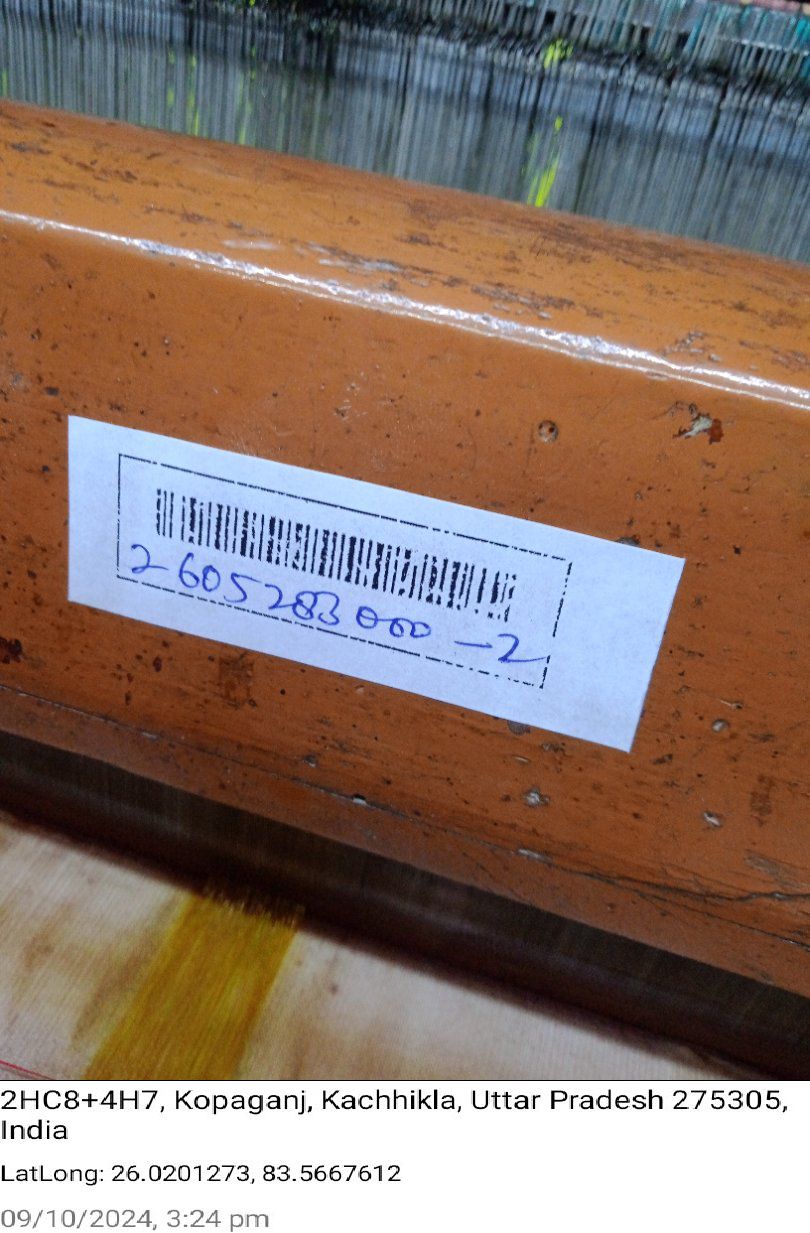 2605283000-2
2HC8+4H7, Kopaganj, Kachhikla, Uttar Pradesh 275305,
India
LatLong: 26.0201273, 83.5667612
09/10/2024, 3:24 pm